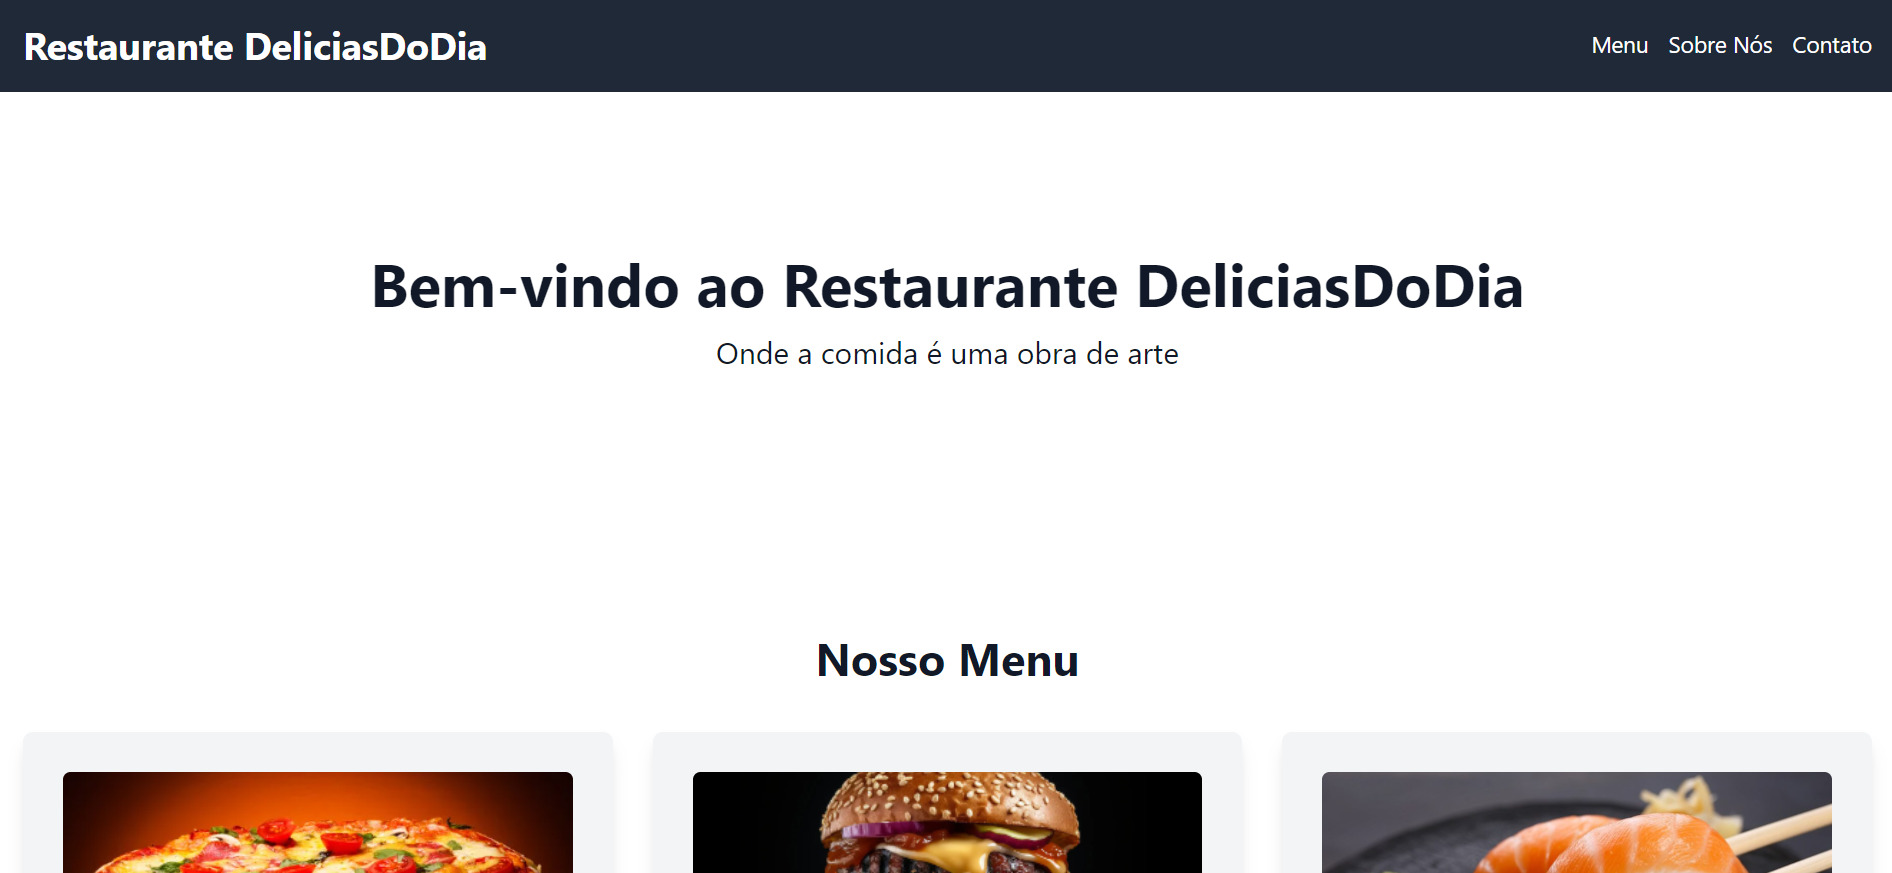 Restaurante DeliciasDoDia
Menu Sobre Nós Contato
Bem-vindo ao Restaurante DeliciasDoDia
Onde a comida é uma obra de arte
Nosso Menu